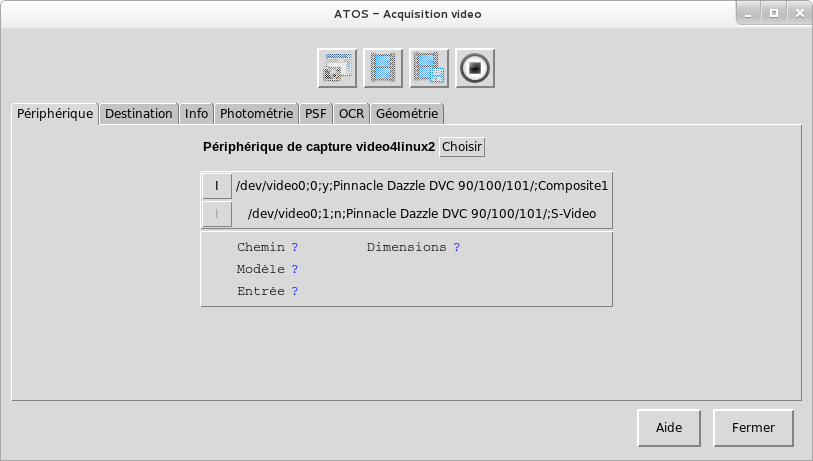 ATOS - Acquisition video
Périphérique Destination Info Photométrie PSF OCR Géométrie
Périphérique de capture video4linux2 Choisir
I /dev/video0;0;y;Pinnacle Dazzle DVC 90/100/101/;Composite1
I /dev/video0;1;n;Pinnacle Dazzle DVC 90/100/101/;S-Video
Chemin ? Dimensions ?
Modèle ?
Entrée ?
Aide Fermer